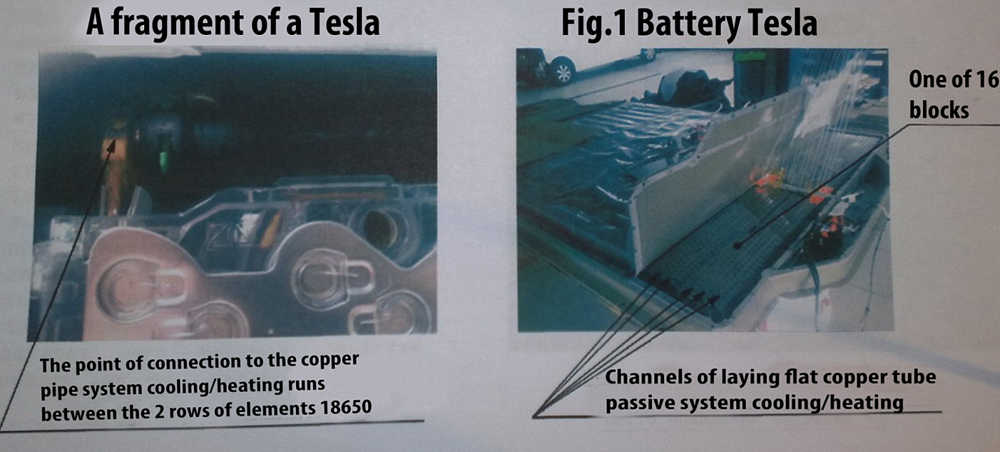 A fragment of a Tesla
Fig.1 Battery Tesla
One of 16
blocks
The point of connection to the copper
pipe system cooling/heating runs
between the 2 rows of elements 18650
Channels of laying flat copper tube
passive system cooling/heating